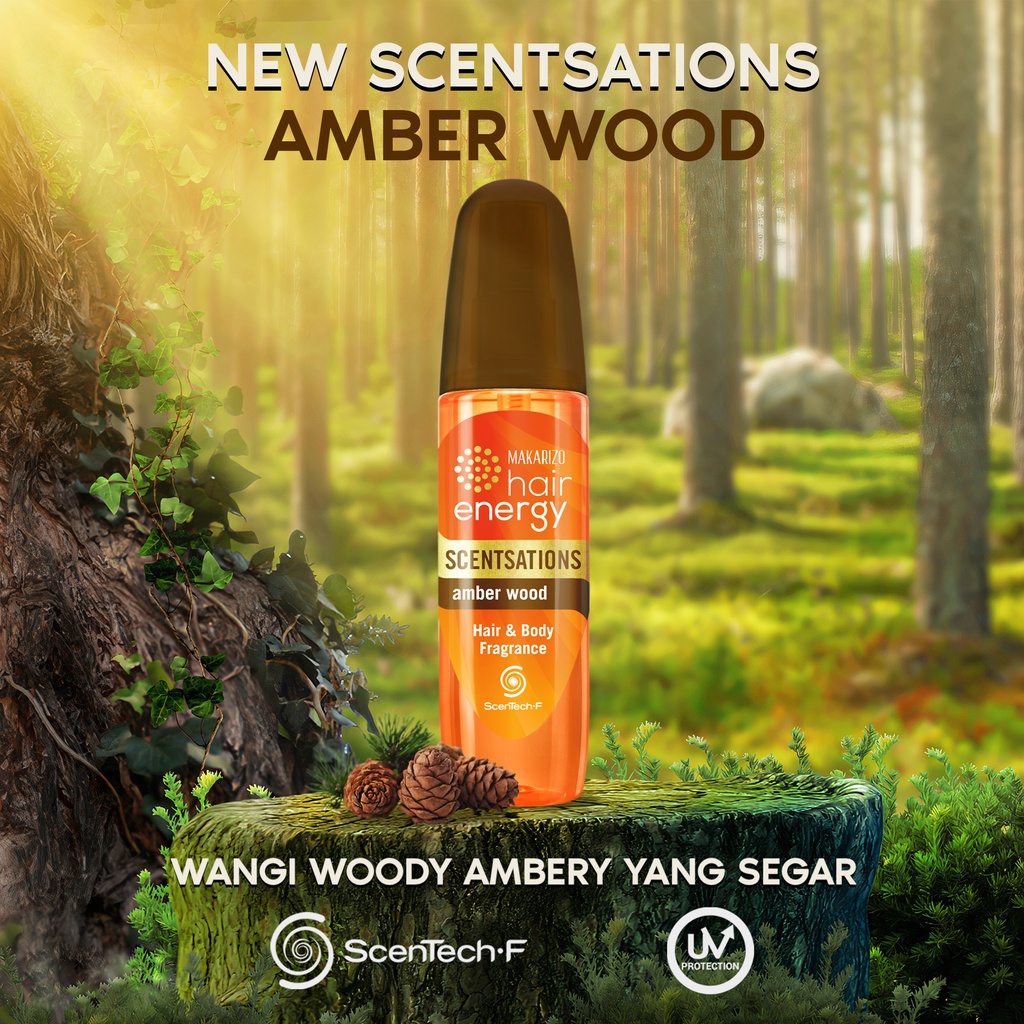 NEW SCENTSATIONS
AMBER WOOD
MAKARIZO
hair
energy
SCENTSATIONS
amber wood
Hair & Body
Fragrance
ScenTech·F
WANGI WOODY AMBERY YANG SEGAR
ScenTech·F
UV
PROTECTION